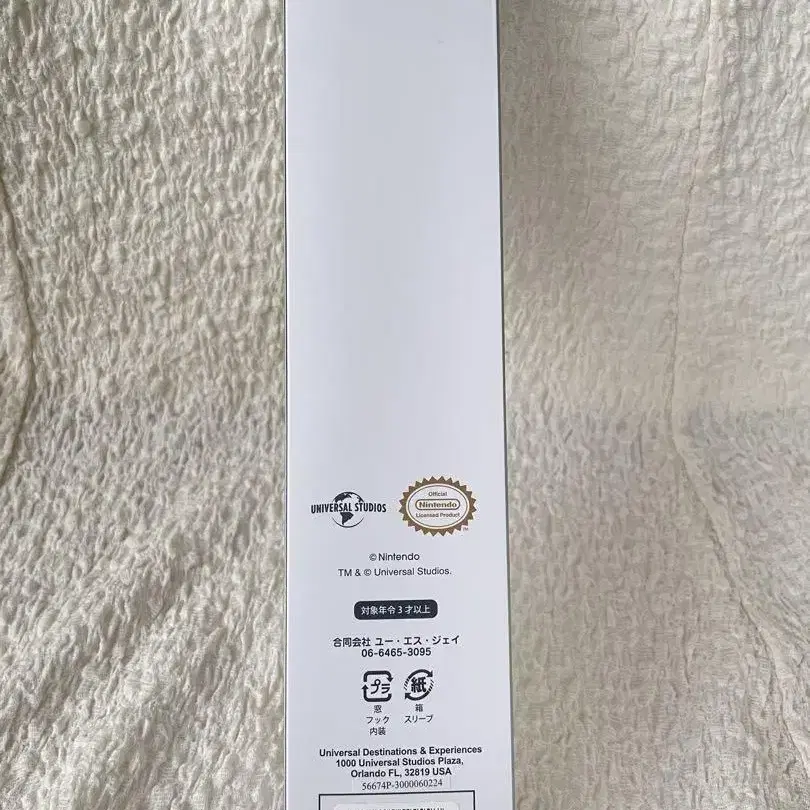 UNIVERSAL STUDIOS
Official
Nintendo
Licensed Product
© Nintendo
TM & © Universal Studios.
対象年令3才以上
合同会社 ユー・エス・ジェイ
06-6465-3095
プラ
紙
窓
フック
内装
箱
スリーブ
Universal Destinations & Experiences
1000 Universal Studios Plaza,
Orlando FL, 32819 USA
56674P-3000060224